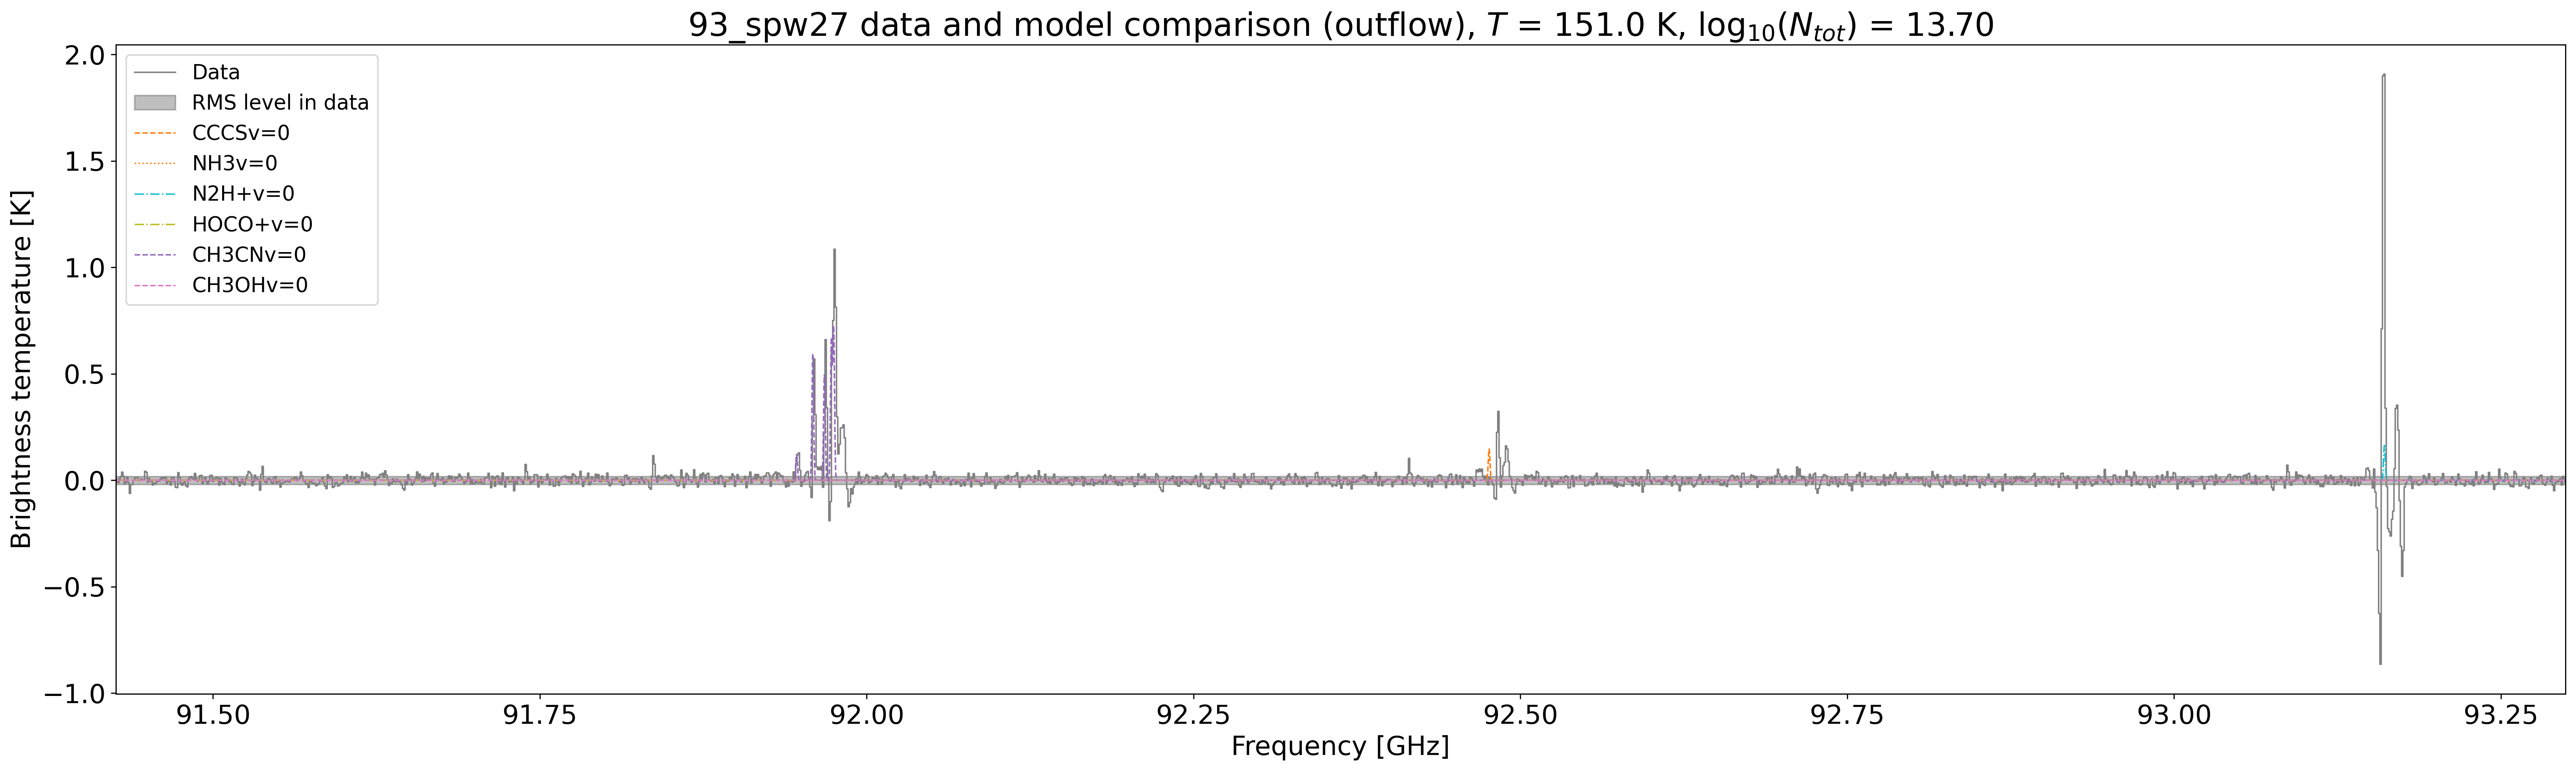 93_spw27 data and model comparison (outflow), T = 151.0 K, log₁₀(Nₜₒₜ) = 13.70
Data
RMS level in data
CCCSv=0
NH3v=0
N2H+v=0
HOCO+v=0
CH3CNv=0
CH3OHv=0
Brightness temperature [K]
2.0
1.5
1.0
0.5
0.0
−0.5
−1.0
91.50 91.75 92.00 92.25 92.50 92.75 93.00 93.25
Frequency [GHz]